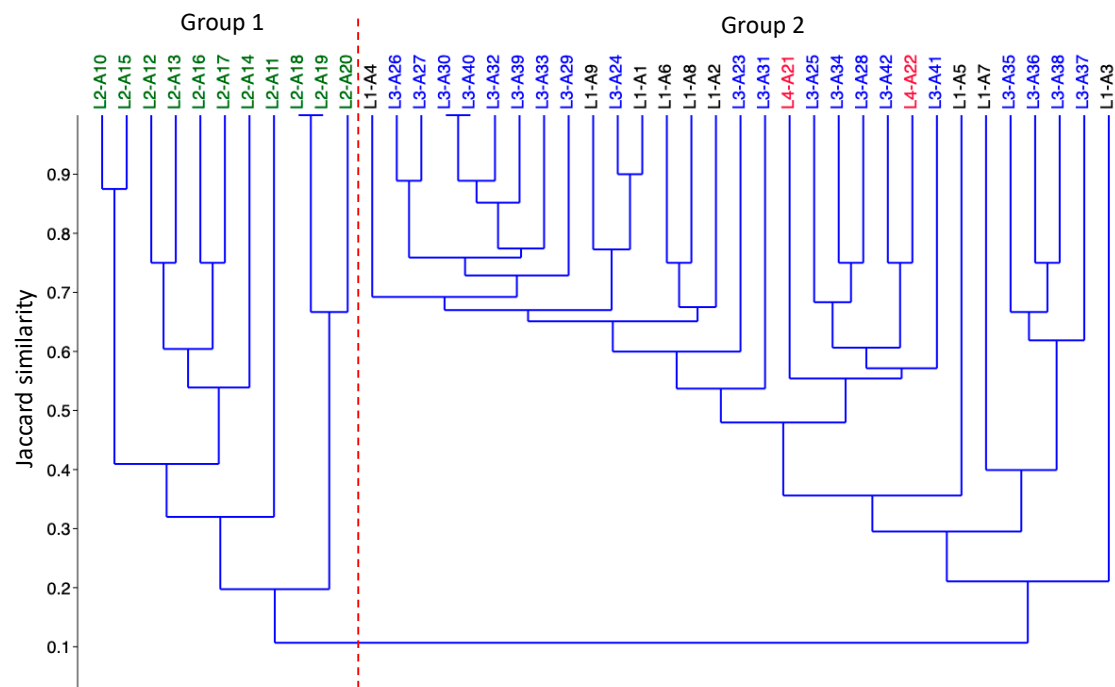 Group 1
Group 2
L2-A10
L2-A15
L2-A12
L2-A13
L2-A16
L2-A17
L2-A14
L2-A11
L2-A18
L2-A19
L2-A20
L1-A4
L3-A26
L3-A27
L3-A30
L3-A40
L3-A32
L3-A39
L3-A33
L3-A29
L1-A9
L3-A24
L1-A1
L1-A6
L1-A8
L1-A2
L3-A23
L3-A31
L4-A21
L3-A25
L3-A34
L3-A28
L3-A42
L4-A22
L3-A41
L1-A5
L1-A7
L3-A35
L3-A36
L3-A38
L3-A37
L1-A3
0.9
0.8
0.7
0.6
0.5
0.4
0.3
0.2
0.1
Jaccard similarity